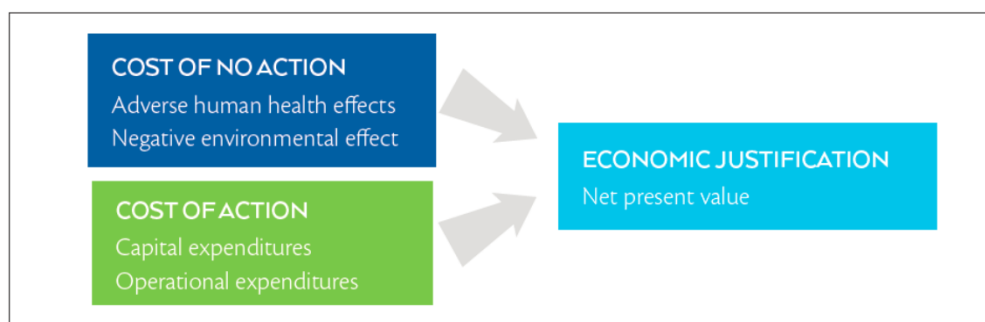 COST OF NO ACTION
Adverse human health effects
Negative environmental effect
COST OF ACTION
Capital expenditures
Operational expenditures
ECONOMIC JUSTIFICATION
Net present value